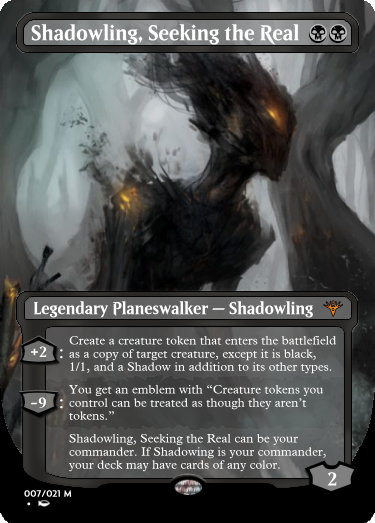 Shadowling, Seeking the Real
Legendary Planeswalker — Shadowling
+2: Create a creature token that enters the battlefield
as a copy of target creature, except it is black,
1/1, and a Shadow in addition to its other types.
−9: You get an emblem with “Creature tokens you
control can be treated as though they aren’t
tokens.”
Shadowling, Seeking the Real can be your
commander. If Shadowling is your commander,
your deck may have cards of any color.
2
007/021 M